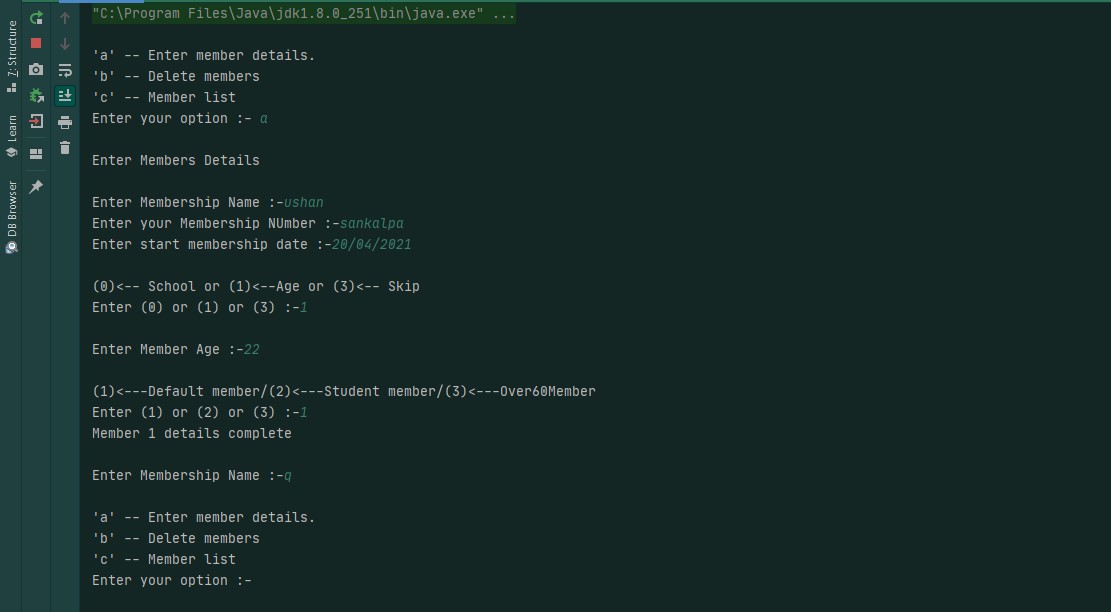 7: Structure
Learn
DB Browser
"C:\Program Files\Java\jdk1.8.0_251\bin\java.exe" ...
'a' -- Enter member details.
'b' -- Delete members
'c' -- Member list
Enter your option :- a
Enter Members Details
Enter Membership Name :-ushan
Enter your Membership NUmber :-sankalpa
Enter start membership date :-20/04/2021
(0)<-- School or (1)<--Age or (3)<-- Skip
Enter (0) or (1) or (3) :-1
Enter Member Age :-22
(1)<---Default member/(2)<---Student member/(3)<---Over60Member
Enter (1) or (2) or (3) :-1
Member 1 details complete
Enter Membership Name :-q
'a' -- Enter member details.
'b' -- Delete members
'c' -- Member list
Enter your option :-